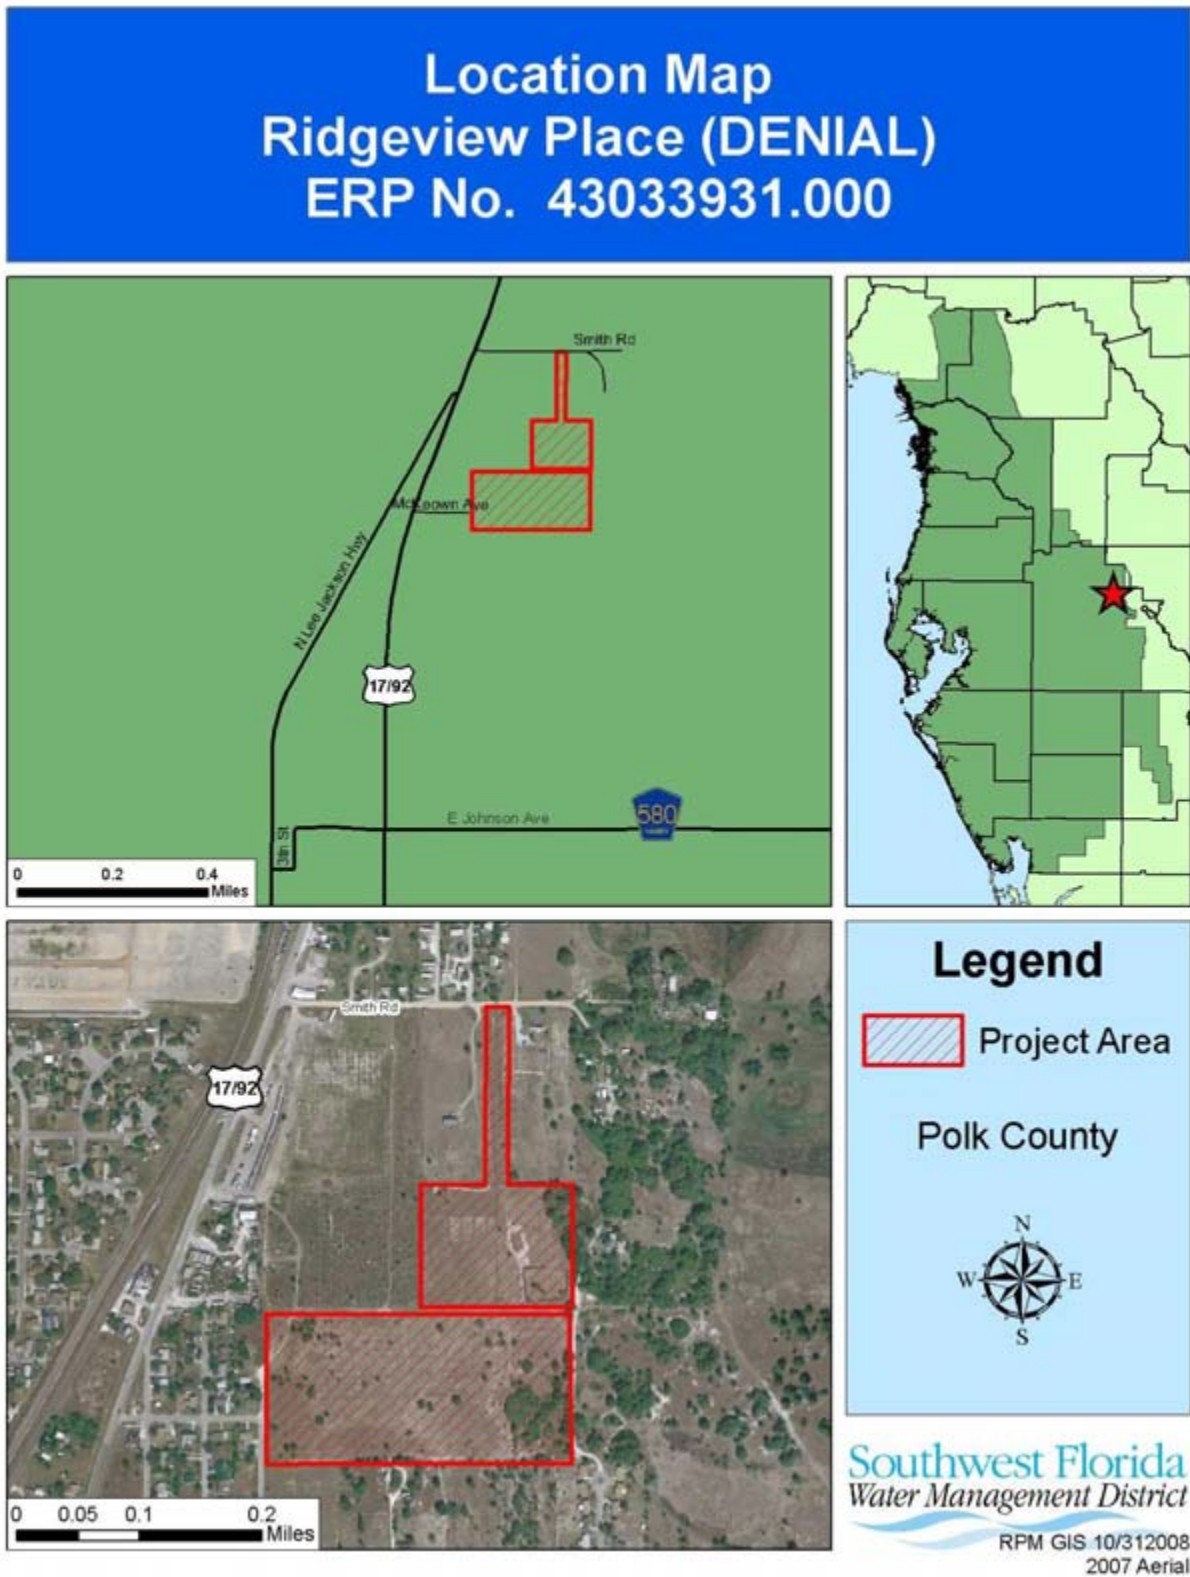 Location Map
Ridgeview Place (DENIAL)
ERP No. 43033931.000
Smith Rd
McKeown Ave
N Lee Jackson Hwy
17/92
E Johnson Ave
580
0 0.2 0.4
Miles
Smith Rd
17/92
0 0.05 0.1 0.2
Miles
Legend
Project Area
Polk County
N
W E
S
Southwest Florida
Water Management District
RPM GIS 10/312008
2007 Aerial